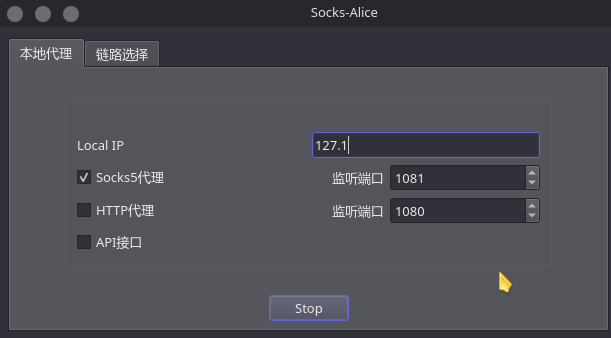 Socks-Alice
本地代理 链路选择
Local IP 127.1
Socks5代理 监听端口 1081
HTTP代理 监听端口 1080
API接口
Stop